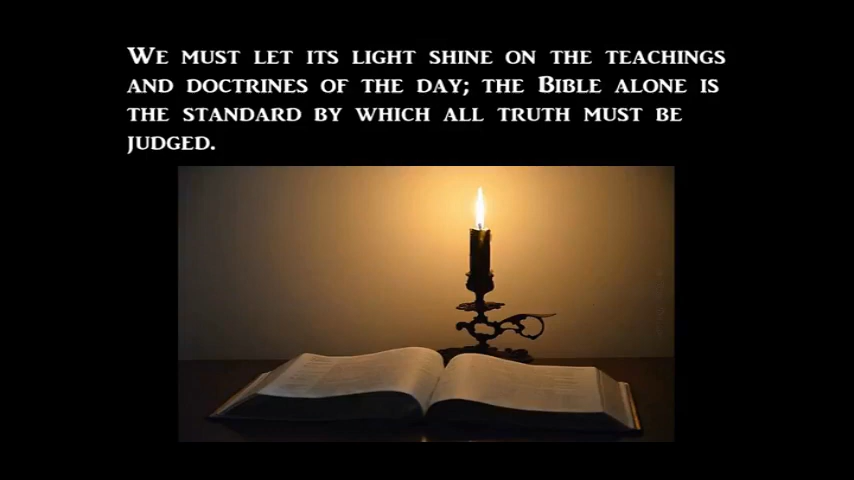 We must let its light shine on the teachings
and doctrines of the day; the Bible alone is
the standard by which all truth must be
judged.